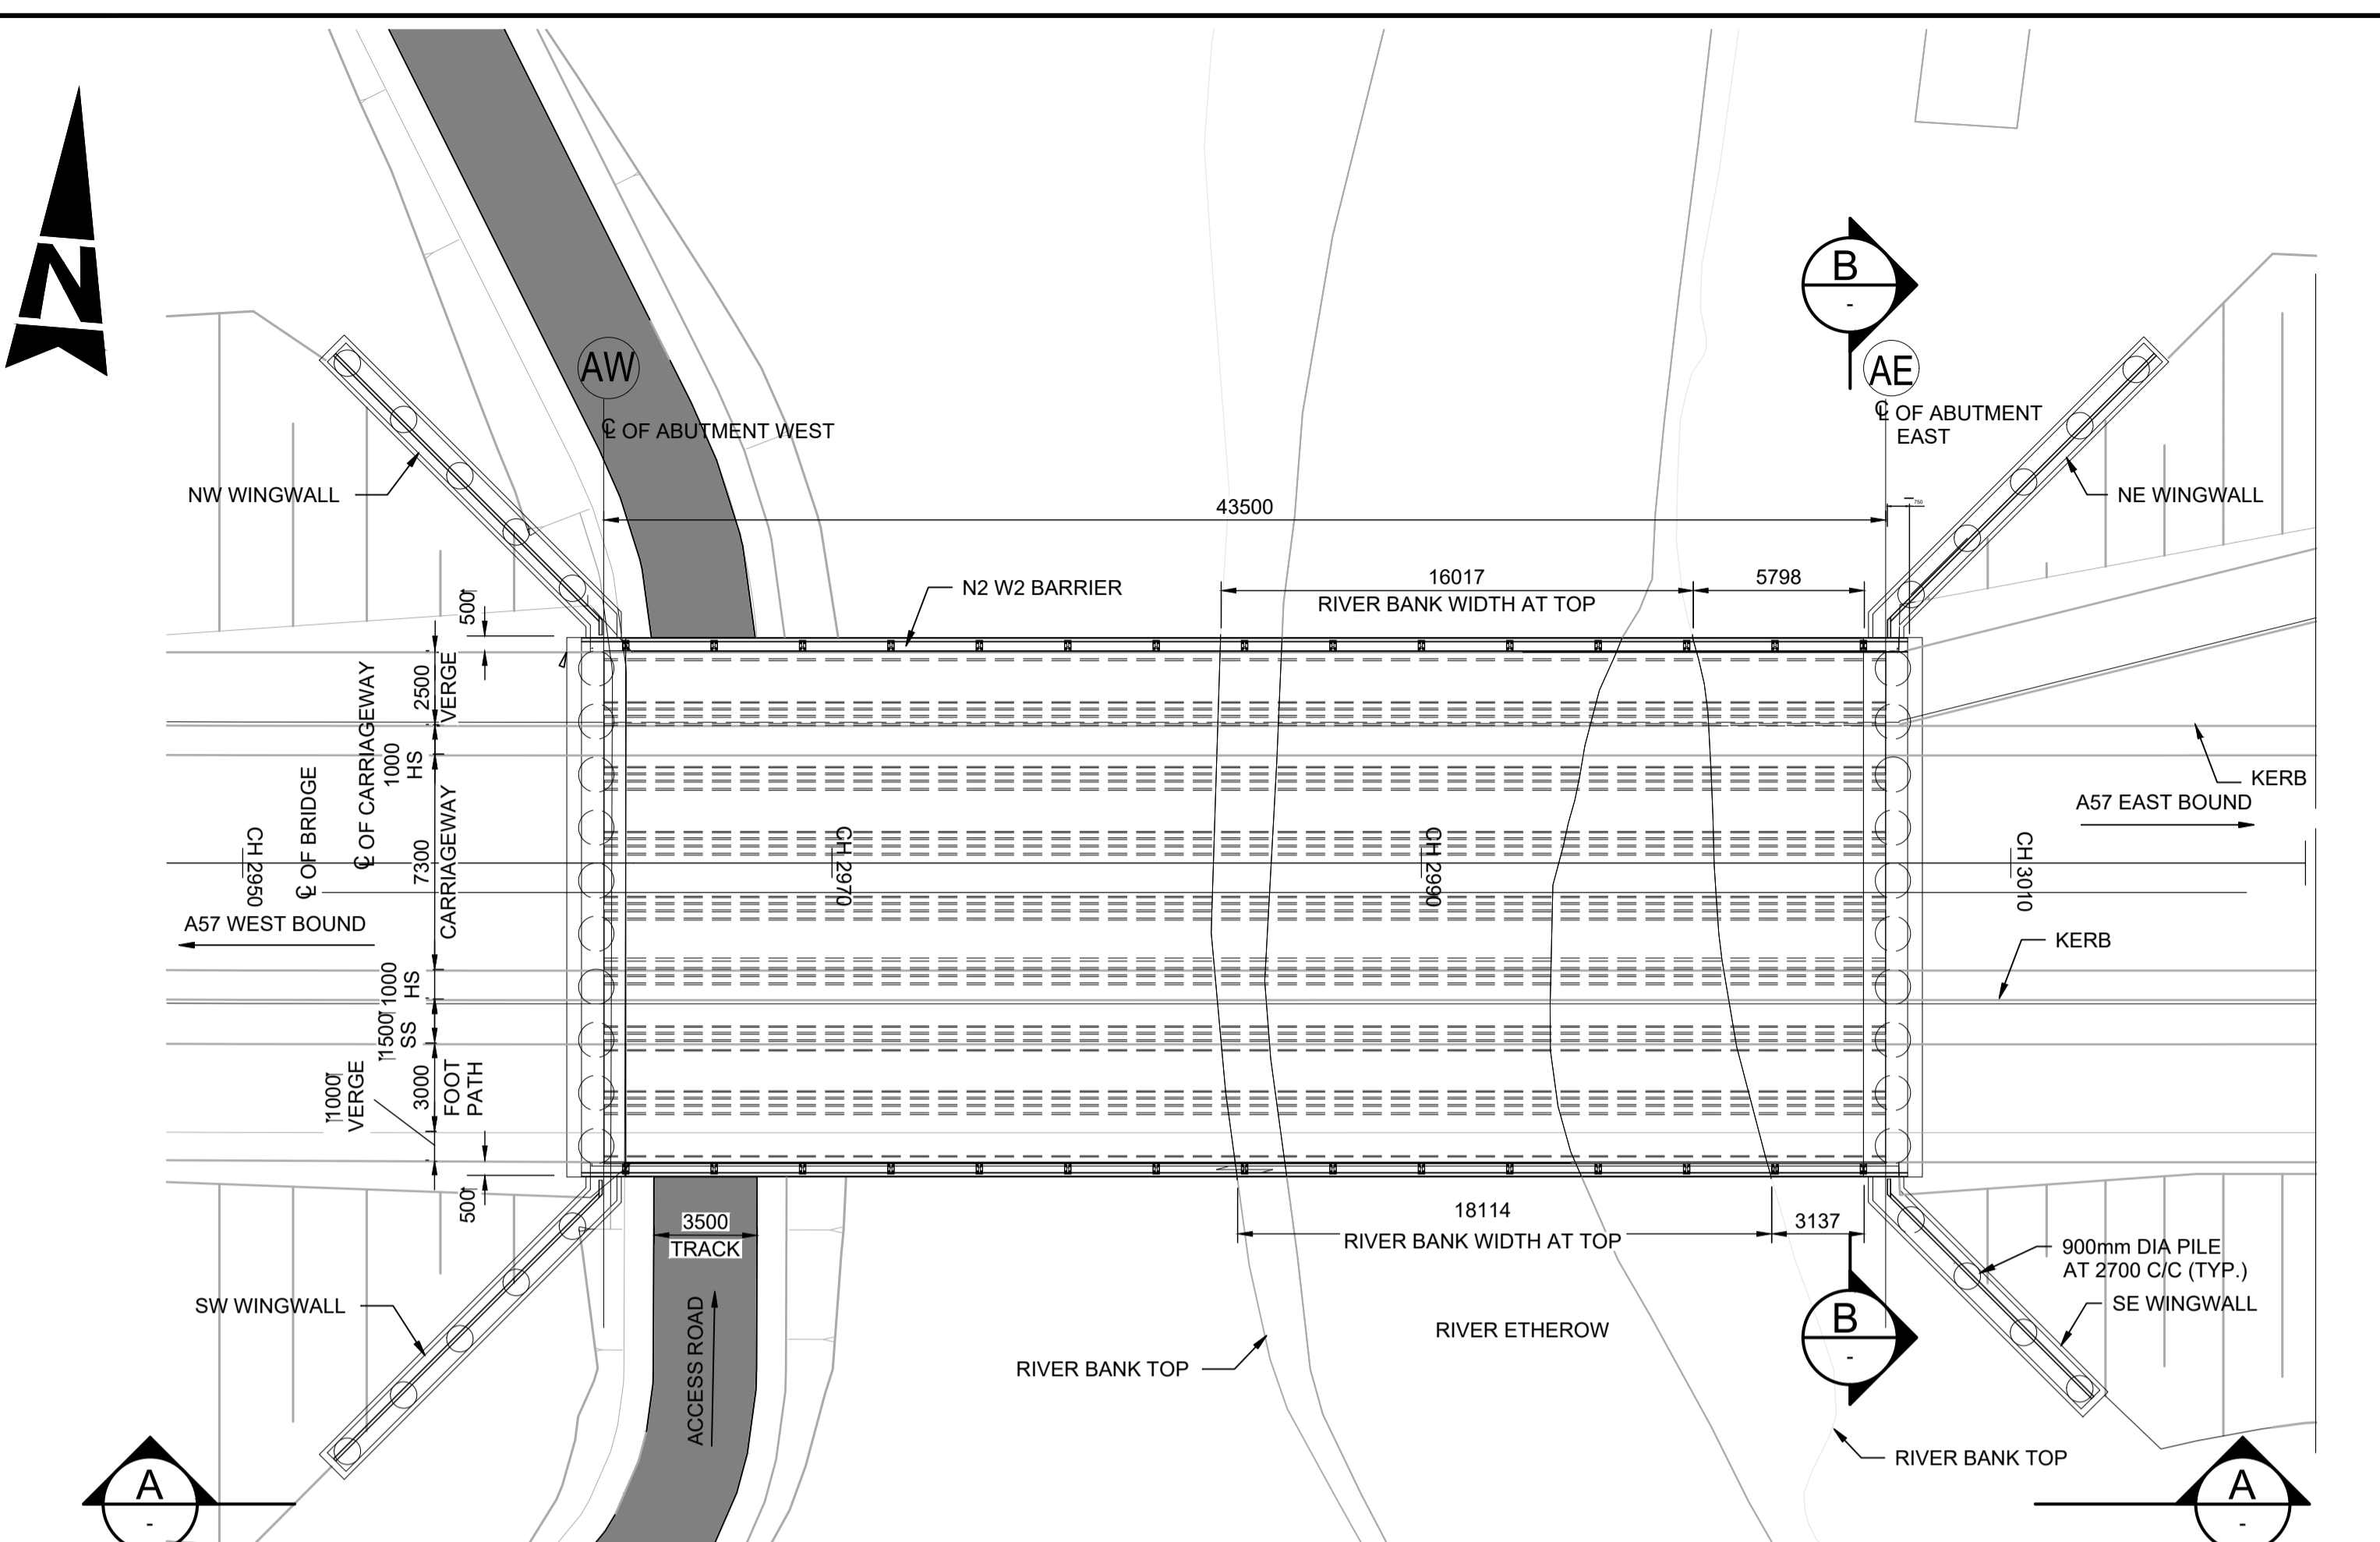 N
B
-
AW
AE
℄ OF ABUTMENT WEST
℄ OF ABUTMENT
EAST
NW WINGWALL
NE WINGWALL
43500
750
500
N2 W2 BARRIER
16017
RIVER BANK WIDTH AT TOP
5798
2500
VERGE
℄ OF CARRIAGEWAY
1000
HS
℄ OF BRIDGE
KERB
A57 EAST BOUND
CH 2950
7300
CARRIAGEWAY
CH 2970
CH 2990
CH 3010
A57 WEST BOUND
KERB
1000
HS
1500
SS
1000
VERGE
3000
FOOT
PATH
500
3500
TRACK
18114
RIVER BANK WIDTH AT TOP
3137
900mm DIA PILE
AT 2700 C/C (TYP.)
SW WINGWALL
SE WINGWALL
ACCESS ROAD
RIVER ETHEROW
B
-
RIVER BANK TOP
RIVER BANK TOP
A
-
A
-